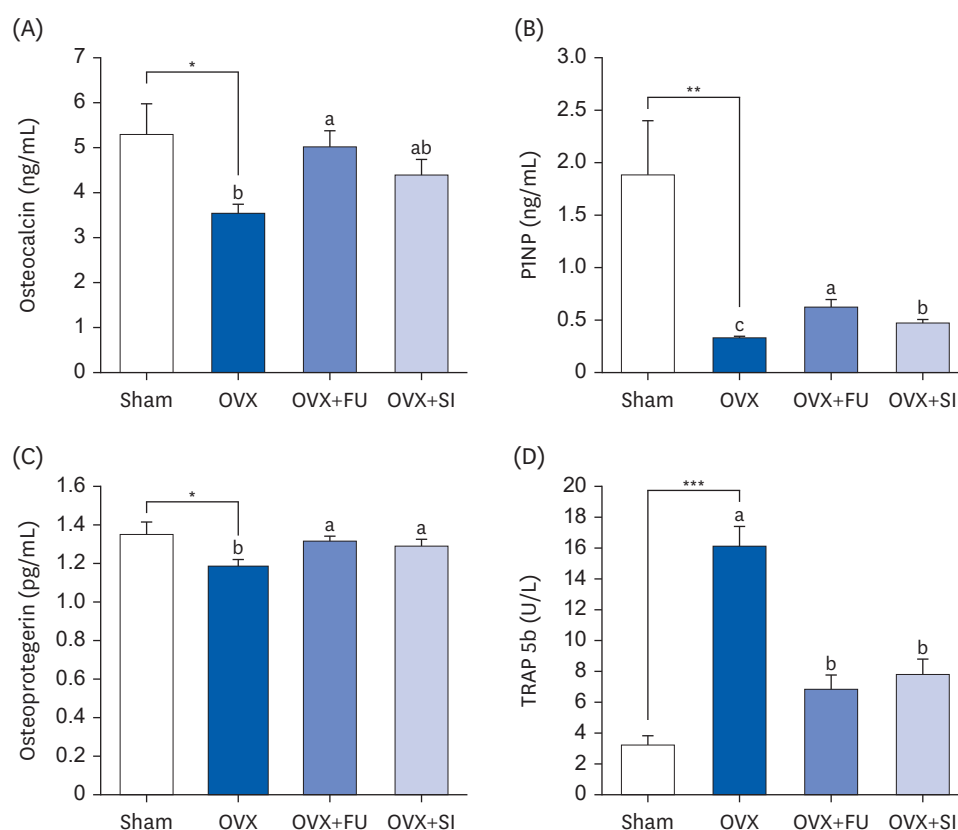 (A)
Osteocalcin (ng/mL)
7
6
5
4
3
2
1
0
*
b
a
ab
Sham OVX OVX+FU OVX+SI
(B)
P1NP (ng/mL)
3.0
2.5
2.0
1.5
1.0
0.5
0.0
**
c
a
b
Sham OVX OVX+FU OVX+SI
(C)
Osteoprotegerin (pg/mL)
1.6
1.4
1.2
1.0
0.8
0.6
0.4
0.2
0
*
b
a
a
Sham OVX OVX+FU OVX+SI
(D)
TRAP 5b (U/L)
20
18
16
14
12
10
8
6
4
2
0
***
a
b
b
Sham OVX OVX+FU OVX+SI